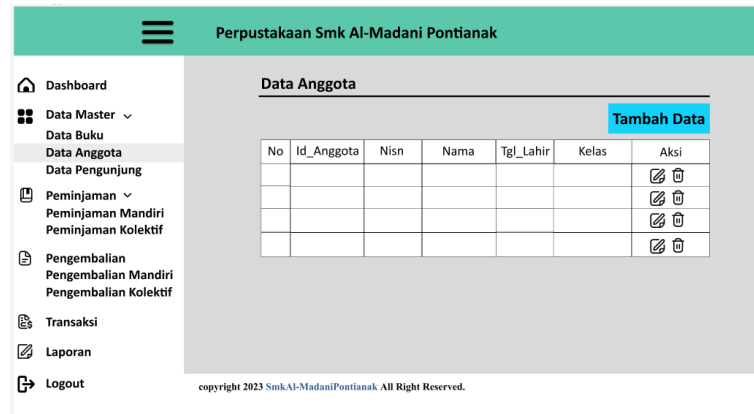 Perpustakaan Smk Al-Madani Pontianak
Dashboard
Data Master
Data Buku
Data Anggota
Data Pengunjung
Peminjaman
Peminjaman Mandiri
Peminjaman Kolektif
Pengembalian
Pengembalian Mandiri
Pengembalian Kolektif
Transaksi
Laporan
Logout
Data Anggota
Tambah Data
No Id_Anggota Nisn Nama Tgl_Lahir Kelas Aksi
copyright 2023 SmkAl-MadaniPontianak All Right Reserved.